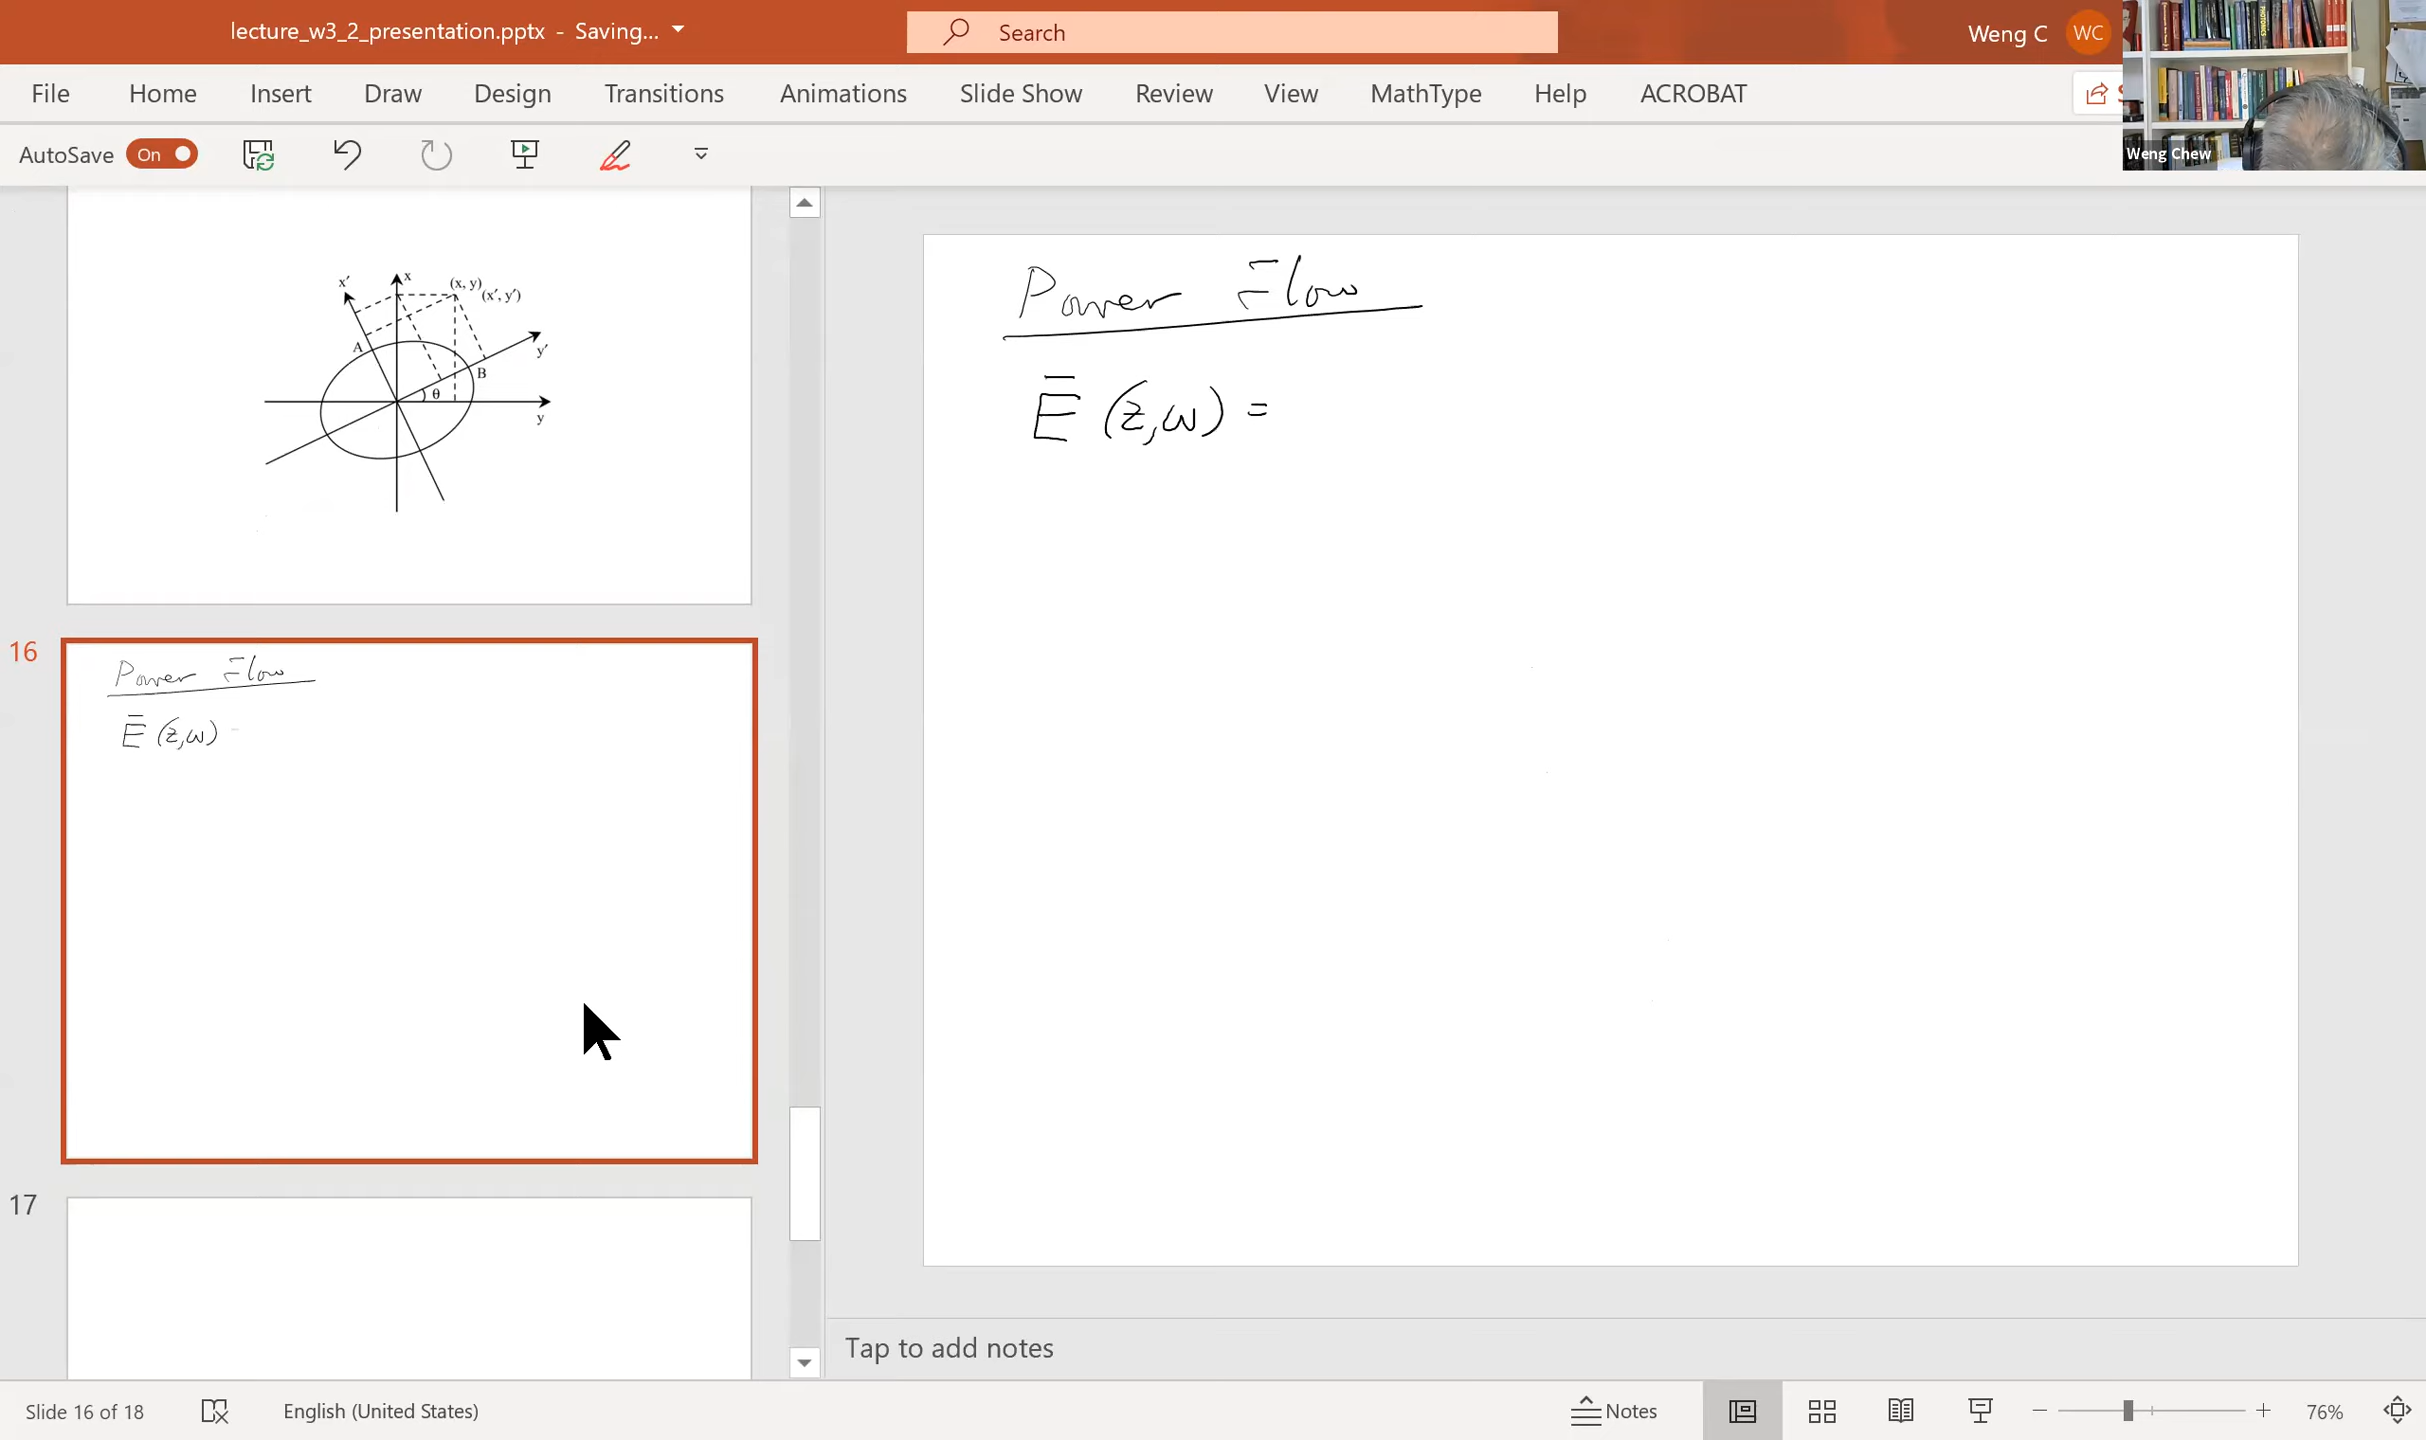 lecture_w3_2_presentation.pptx - Saving...
Search
Weng C WC
File Home Insert Draw Design Transitions Animations Slide Show Review View MathType Help ACROBAT
AutoSave On
Weng Chew
x′ x (x, y) (x′, y′)
A y′
B
θ
y
16
Power Flow
E̅ (z,ω) -
17
Power Flow
E̅ (z,ω) =
Tap to add notes
Slide 16 of 18 English (United States) Notes 76%